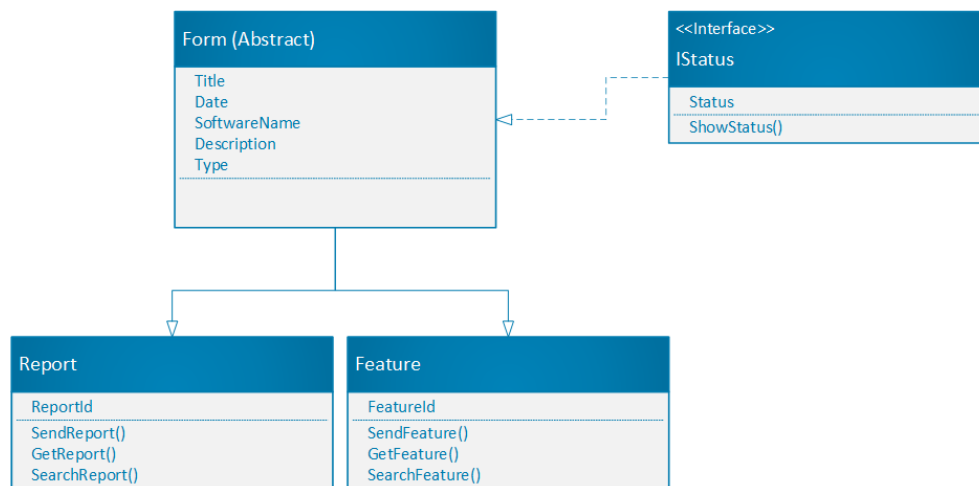 Form (Abstract)
Title
Date
SoftwareName
Description
Type
<<Interface>>
IStatus
Status
ShowStatus()
Report
ReportId
SendReport()
GetReport()
SearchReport()
Feature
FeatureId
SendFeature()
GetFeature()
SearchFeature()